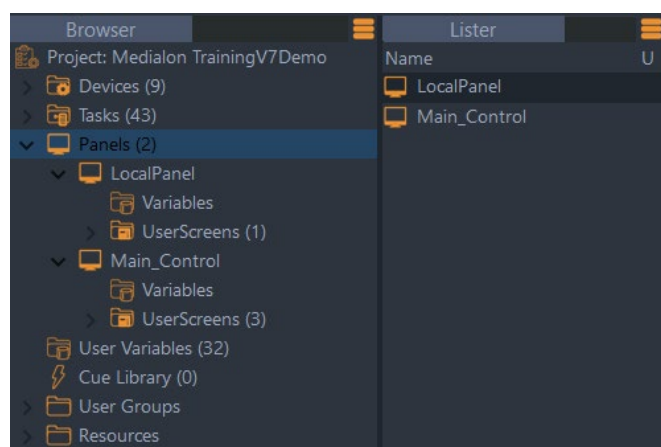 Browser
Project: Medialon TrainingV7Demo
Devices (9)
Tasks (43)
Panels (2)
LocalPanel
Variables
UserScreens (1)
Main_Control
Variables
UserScreens (3)
User Variables (32)
Cue Library (0)
User Groups
Resources
Lister
Name U
LocalPanel
Main_Control